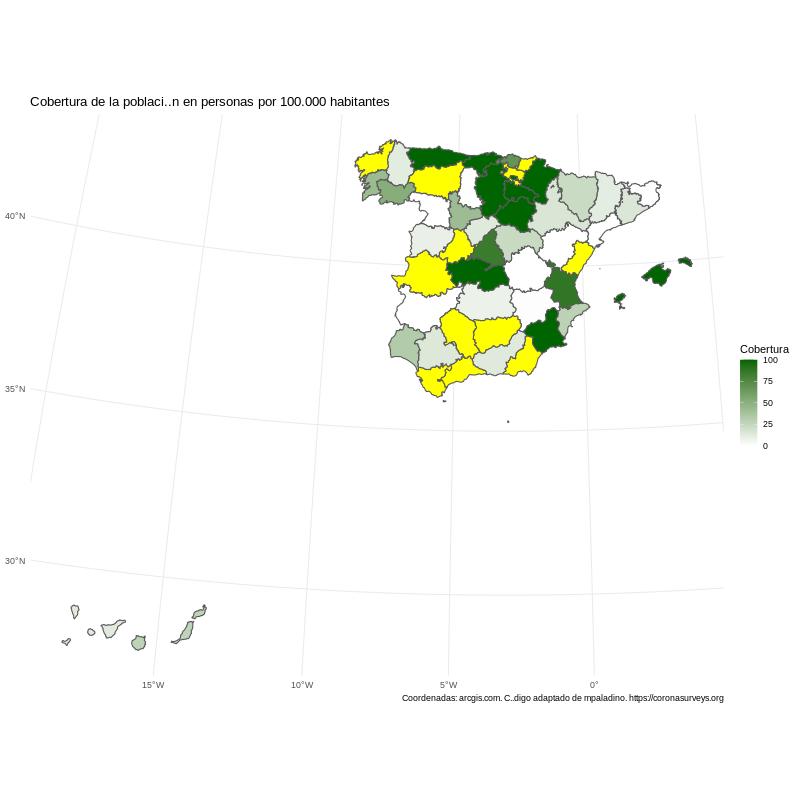 Cobertura de la poblaci..n en personas por 100.000 habitantes
40°N
35°N
30°N
15°W
10°W
5°W
0°
Cobertura
100
75
50
25
0
Coordenadas: arcgis.com. C..digo adaptado de mpaladino. https://coronasurveys.org